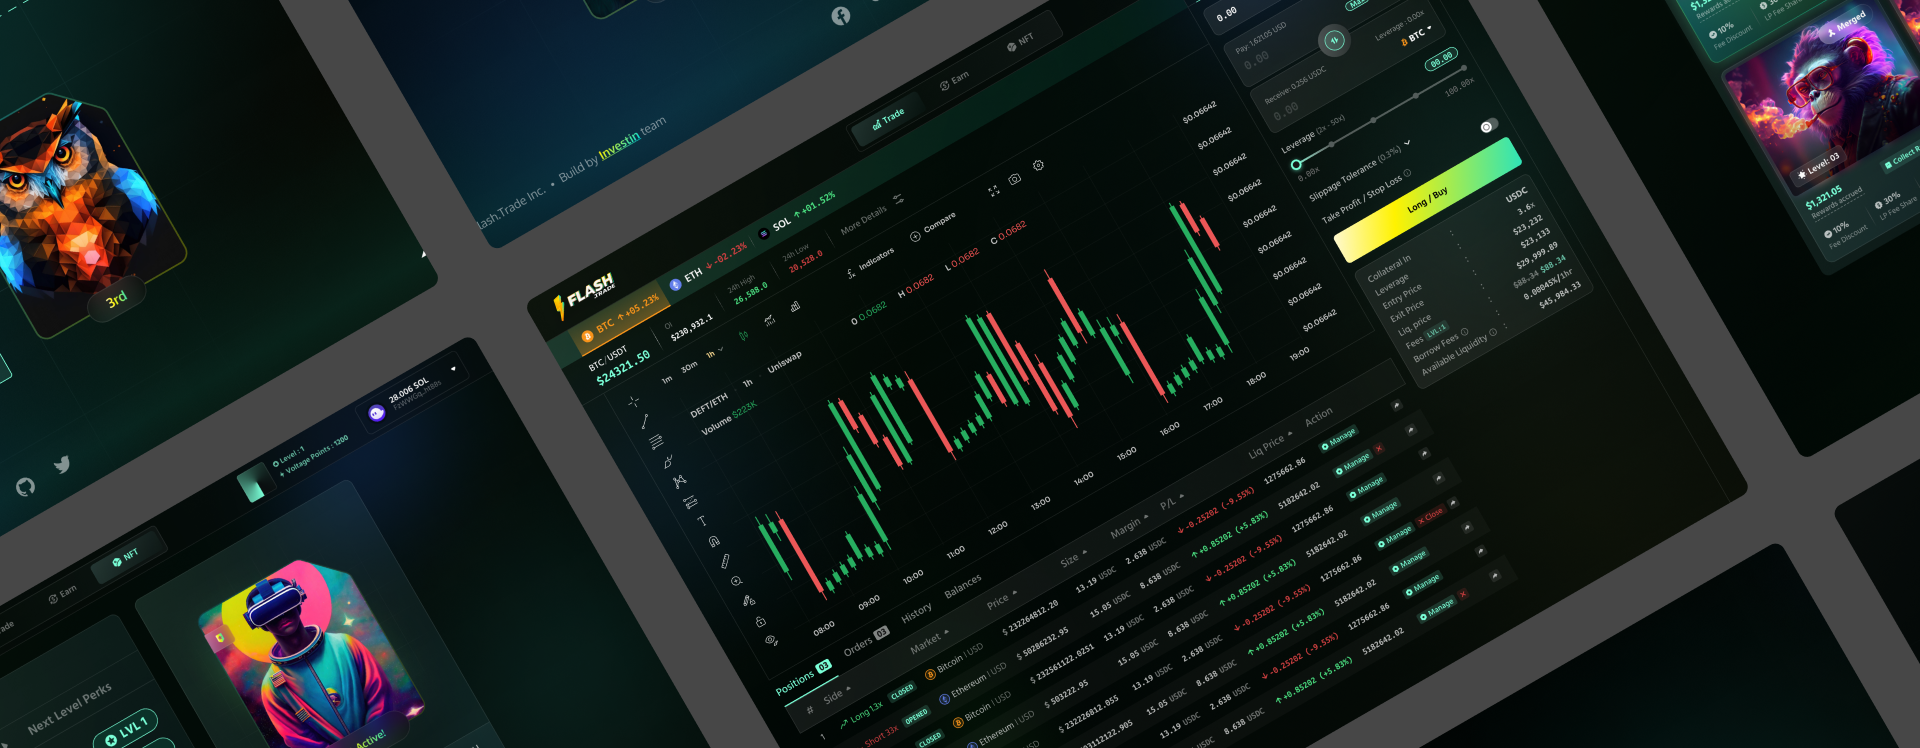 3rd
lash.Trade Inc. • Build by Investin team
28.006 SOL
Level : 1
Voltage Points : 1200
Earn
NFT
Next Level Perks
LVL 1
Active!
Trade
Earn
NFT
FLASH
TRADE
BTC ↑+05.23%
ETH ↓-02.23%
SOL ↑+01.52%
BTC/USDT
$24321.50
OI
$230,932.1
24h High
26,588.0
24h Low
20,528.0
More Details
1m 30m 1h
Indicators
Compare
DEFT/ETH 1h Uniswap
O 0.0682 H 0.0682 L 0.0682 C 0.0682
Volume $223K
$0.06642
$0.06642
$0.06642
$0.06642
$0.06642
$0.06642
$0.06642
$0.06642
$0.06642
08:00 09:00 10:00 11:00 12:00 13:00 14:00 15:00 16:00 17:00 18:00 19:00
0.00
Pay: 1,621.05 USD
0.00
Receive: 0.256 USDC
Leverage : 0.00x
0.00
BTC
Leverage (2x - 50x)
00.00
0.00x
100.00x
Slippage Tolerance (0.3%)
Take Profit / Stop Loss
Long / Buy
Collateral In USDC
Leverage 3.6x
Entry Price $23,232
Exit Price $23,133
Liq. price $29,999.89
Fees LVL:1 $88.34 $88.34
Borrow Fees 0.00045%/1hr
Available Liquidity $45,984.33
Positions 03 Orders 03 History Balances
# Side Market Price Size Margin P/L Liq Price Action
1 Long 1.3x CLOSED Bitcoin | USD $ 232264812.20 13.19 USDC 2.638 USDC ↓-0.25202 (-9.55%) 1275662.86 Manage
Short 33x OPENED Ethereum | USD $ 50286232.95 15.05 USDC 8.638 USDC ↑+0.85202 (+5.83%) 5182642.02 Manage
CLOSED Bitcoin | USD $ 232561122.0251 13.19 USDC 2.638 USDC ↓-0.25202 (-9.55%) 1275662.86 Manage
Ethereum | USD $ 503222.95 15.05 USDC 8.638 USDC ↑+0.85202 (+5.83%) 5182642.02 Manage
$ 232226812.055 13.19 USDC 2.638 USDC ↓-0.25202 (-9.55%) 1275662.86 Manage Close
15.05 USDC 8.638 USDC ↑+0.85202 (+5.83%) 5182642.02 Manage
13.19 USDC 2.638 USDC ↓-0.25202 (-9.55%) 1275662.86 Manage
8.638 USDC ↑+0.85202 (+5.83%) 5182642.02 Manage
Rewards accrued
10%
Fee Discount
LP Fee Share
Merged
Level: 03
$1,321.05
Rewards accrued
Collect R
10%
Fee Discount
30%
LP Fee Share